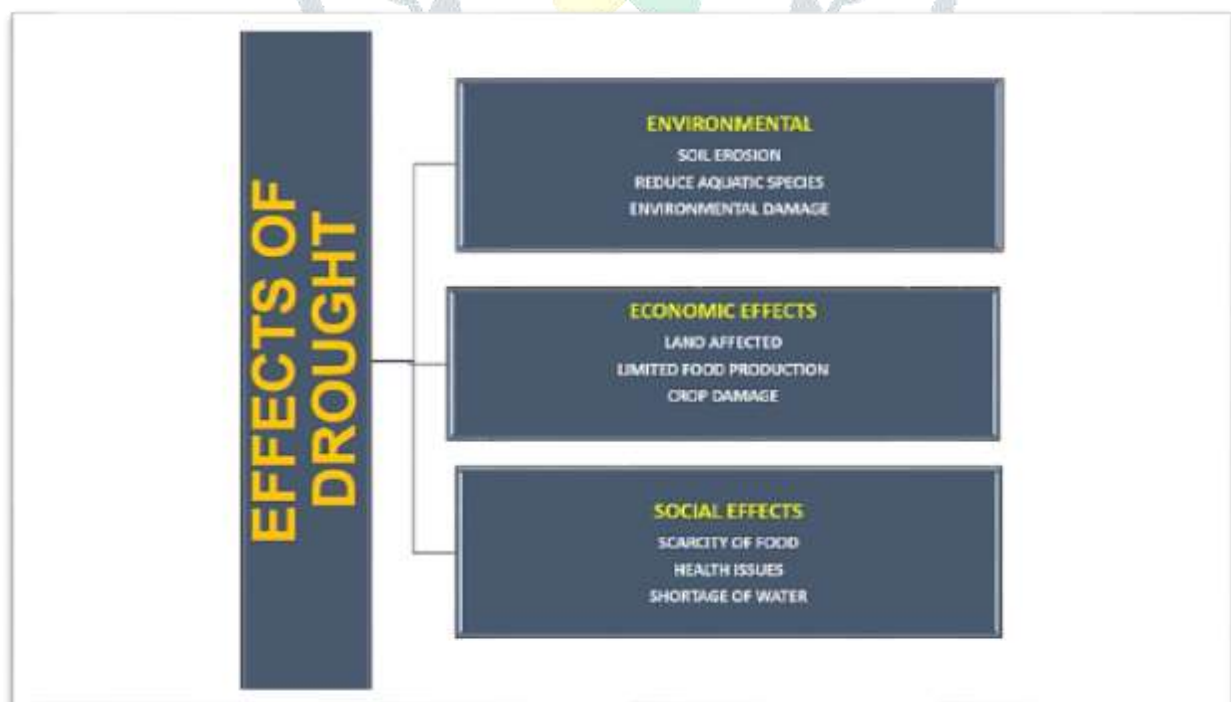 EFFECTS OF
DROUGHT
ENVIRONMENTAL
SOIL EROSION
REDUCE AQUATIC SPECIES
ENVIRONMENTAL DAMAGE
ECONOMIC EFFECTS
LAND AFFECTED
LIMITED FOOD PRODUCTION
CROP DAMAGE
SOCIAL EFFECTS
SCARCITY OF FOOD
HEALTH ISSUES
SHORTAGE OF WATER